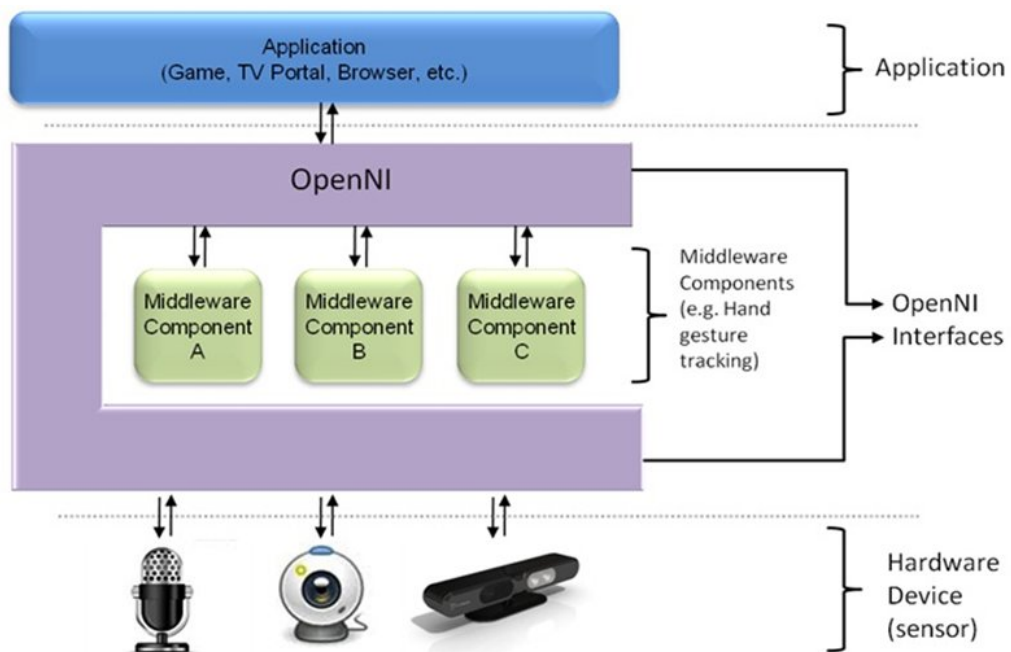 Application
(Game, TV Portal, Browser, etc.)
Application
OpenNI
Middleware
Component
A
Middleware
Component
B
Middleware
Component
C
Middleware
Components
(e.g. Hand
gesture
tracking)
OpenNI
Interfaces
Hardware
Device
(sensor)